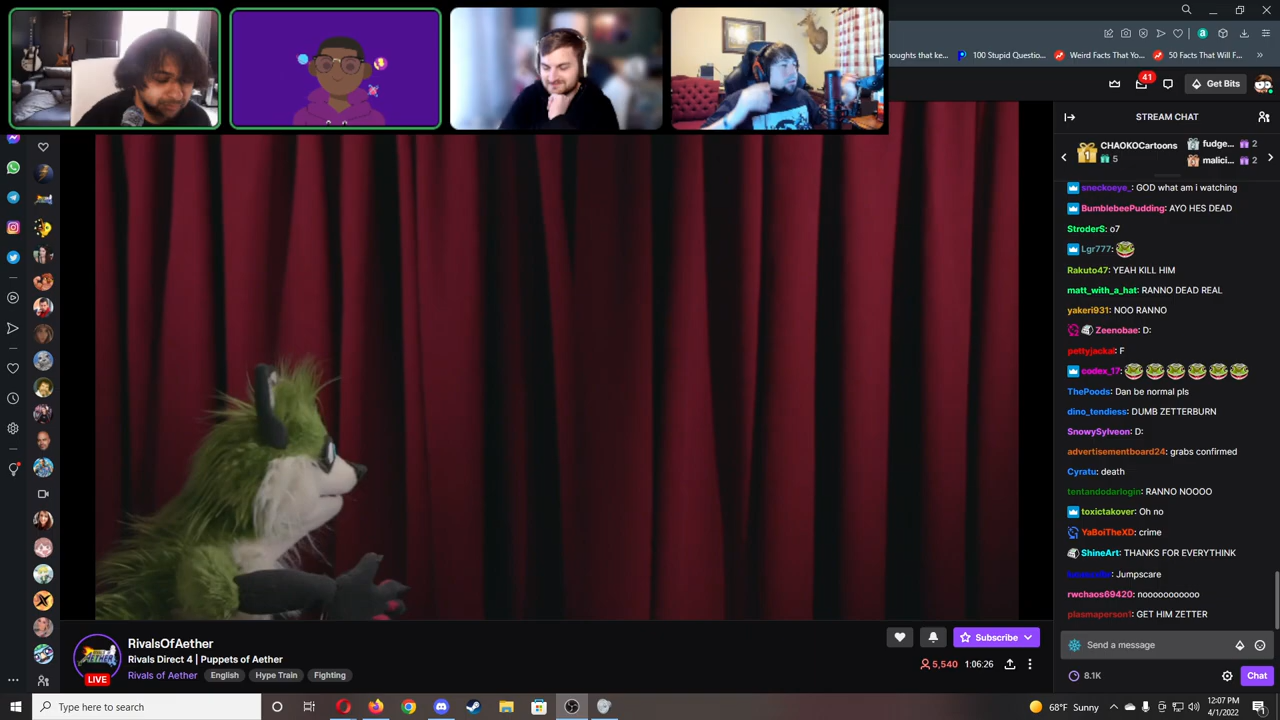 houghts that ke...
100 Stupid Questio...
Weird Facts That Yo...
50 Facts That Will F...
41
Get Bits
STREAM CHAT
1
CHAOKOCartoons
5
fudge... 2
malici... 2
sneckoeye_: GOD what am i watching
BumblebeePudding: AYO HES DEAD
StroderS: o7
Lgr777:
Rakuto47: YEAH KILL HIM
matt_with_a_hat: RANNO DEAD REAL
yakeri931: NOO RANNO
Zeenobae: D:
pettyjackal: F
codex_17:
ThePoods: Dan be normal pls
dino_tendiess: DUMB ZETTERBURN
SnowySylveon: D:
advertisementboard24: grabs confirmed
Cyratu: death
tentandodarlogin: RANNO NOOOO
toxictakover: Oh no
YaBoiTheXD: crime
ShineArt: THANKS FOR EVERYTHINK
: Jumpscare
rwchaos69420: nooooooooooo
plasmaperson1: GET HIM ZETTER
Send a message
8.1K
Chat
RivalsOfAether
Rivals Direct 4 | Puppets of Aether
Rivals of Aether English Hype Train Fighting
LIVE
Subscribe
5,540 1:06:26
Type here to search
68°F Sunny
12:07 PM
4/1/2022